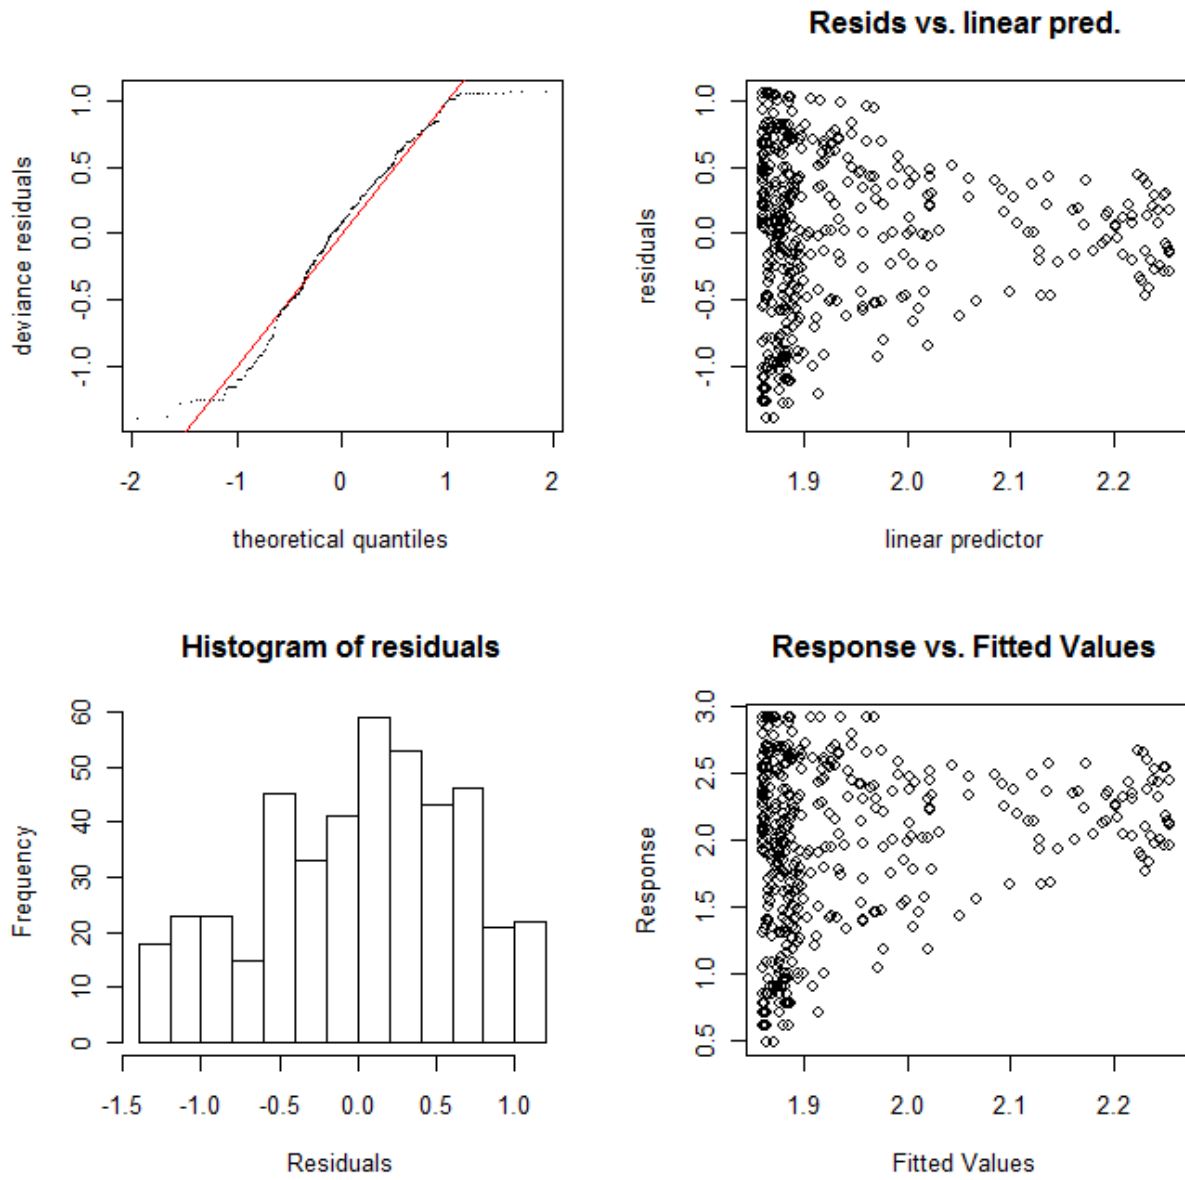 deviance residuals
1.0
0.5
0.0
-0.5
-1.0
-2 -1 0 1 2
theoretical quantiles
Resids vs. linear pred.
residuals
1.0
0.5
0.0
-0.5
-1.0
1.9 2.0 2.1 2.2
linear predictor
Histogram of residuals
Frequency
60
50
40
30
20
10
0
-1.5 -1.0 -0.5 0.0 0.5 1.0
Residuals
Response vs. Fitted Values
Response
3.0
2.5
2.0
1.5
1.0
0.5
1.9 2.0 2.1 2.2
Fitted Values